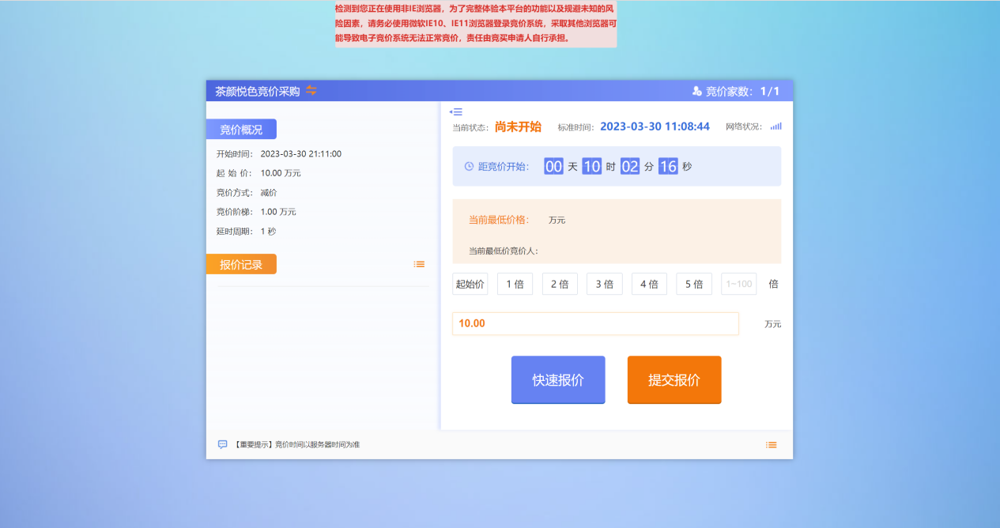 检测到您正在使用非IE浏览器，为了完整体验本平台的功能以及规避未知的风
险因素，请务必使用微软IE10、IE11浏览器登录竞价系统，采取其他浏览器可
能导致电子竞价系统无法正常竞价，责任由竞买申请人自行承担。
茶颜悦色竞价采购
竞价家数：1/1
竞价概况
开始时间： 2023-03-30 21:11:00
起 始 价： 10.00 万元
竞价方式： 减价
竞价阶梯： 1.00 万元
延时周期： 1 秒
报价记录
当前状态： 尚未开始 标准时间： 2023-03-30 11:08:44 网络状况：
距竞价开始： 00 天 10 时 02 分 16 秒
当前最低价格： 万元
当前最低价竞价人：
起始价 1 倍 2 倍 3 倍 4 倍 5 倍 1~100 倍
10.00 万元
快速报价 提交报价
【重要提示】竞价时间以服务器时间为准